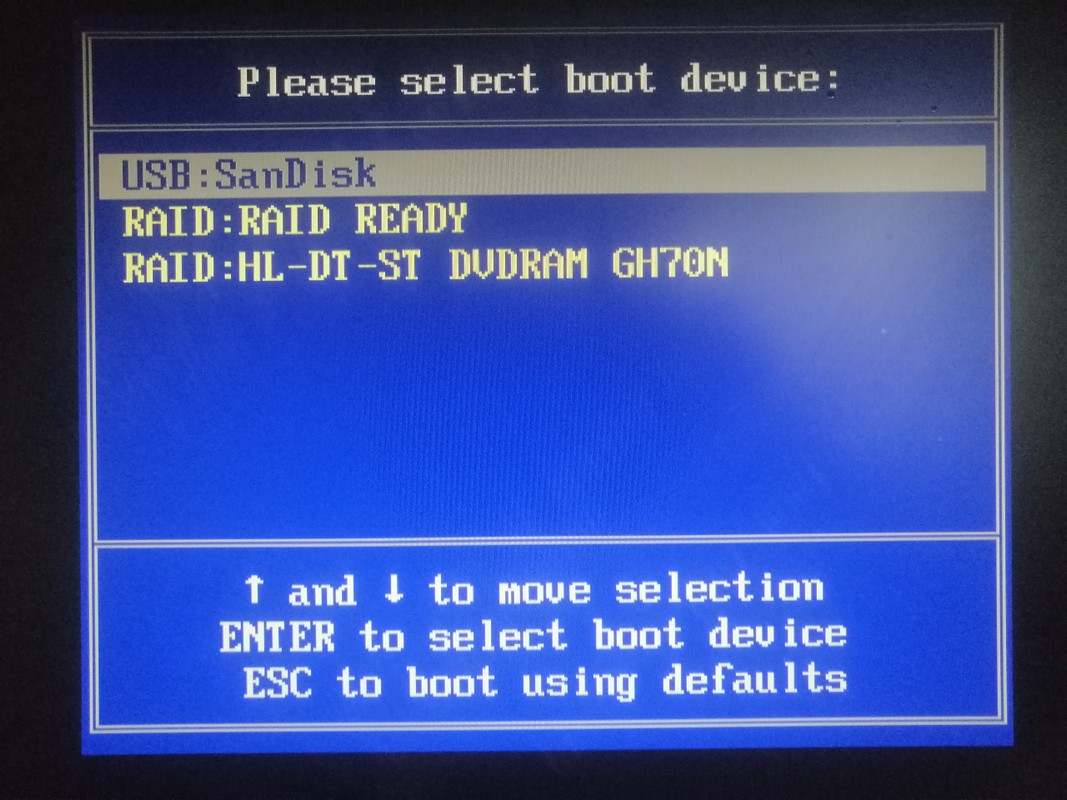 Please select boot device:
USB:SanDisk
RAID:RAID READY
RAID:HL-DT-ST DVDRAM GH70N
↑ and ↓ to move selection
ENTER to select boot device
ESC to boot using defaults